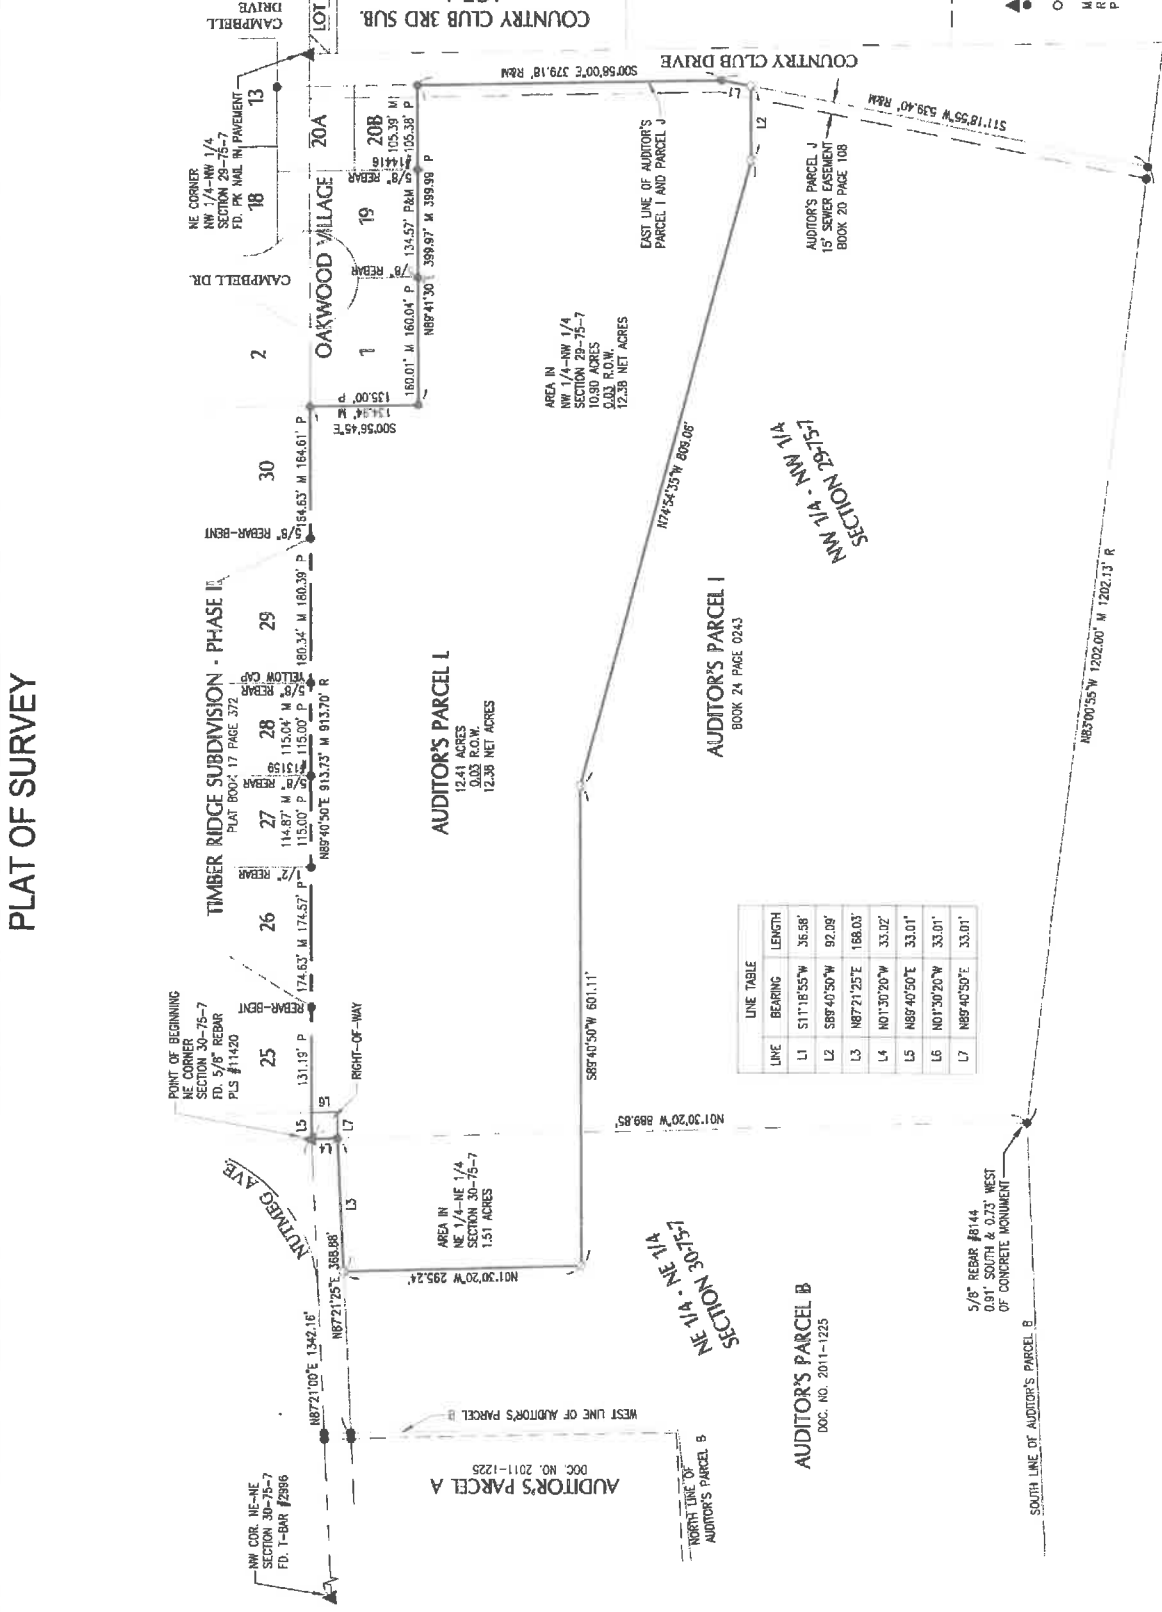 PLAT OF SURVEY
NW COR. NE-NE
SECTION 30-75-7
FD. T-BAR #2996
N87°21'00"E 1342.16'
N87°21'25"E 368.88'
NUTMEG AVE.
POINT OF BEGINNING
NE CORNER
SECTION 30-75-7
FD. 5/8" REBAR
PLS #11420
TIMBER RIDGE SUBDIVISION - PHASE II
PLAT BOOK 17 PAGE 372
25
131.19' P
REBAR-BENT
26
174.63' M 174.57' P
1/2" REBAR
27
114.87' M
115.00' P
5/8" REBAR
#13159
28
115.04' M
115.00' P
5/8" REBAR
YELLOW CAP
29
180.34' M 180.39' P
5/8" REBAR-BENT
30
164.63' M 164.61' P
N89°40'50"E 913.73' M 913.70' R
2
CAMPBELL DR.
NE CORNER
NW 1/4-NW 1/4
SECTION 29-75-7
FD. PK NAIL IN PAVEMENT
18
13
CAMPBELL
DRIVE
LOT
COUNTRY CLUB 3RD SUB.
OAKWOOD VILLAGE
1
19
20A
20B
S00°56'45"E
134.94' M
135.00' P
160.01' M 160.04' P
/8" REBAR
134.57' P&M
5/8" REBAR
#14416
105.39' M
105.38' P
N89°41'30 399.97' M 399.99 P
S00°58'00"E 379.18' R&M
COUNTRY CLUB DRIVE
L1
L2
L3
L4
L5
L6
L7
RIGHT-OF-WAY
EAST LINE OF AUDITOR'S
PARCEL I AND PARCEL J
AUDITOR'S PARCEL J
15' SEWER EASEMENT
BOOK 20 PAGE 108
S11°18'55"W 539.40' R&M
AREA IN
NW 1/4-NW 1/4
SECTION 29-75-7
10.90 ACRES
0.03 R.O.W.
12.38 NET ACRES
AUDITOR'S PARCEL L
12.41 ACRES
0.03 R.O.W.
12.38 NET ACRES
AREA IN
NE 1/4-NE 1/4
SECTION 30-75-7
1.51 ACRES
N01°30'20"W 295.24'
S89°40'50"W 601.11'
N74°54'35"W 809.06'
NW 1/4 - NW 1/4
SECTION 29-75-7
AUDITOR'S PARCEL I
BOOK 24 PAGE 0243
NE 1/4 - NE 1/4
SECTION 30-75-7
N01°30'20"W 889.85'
LINE TABLE
LINE BEARING LENGTH
L1 S11°18'55"W 36.58'
L2 S89°40'50"W 92.09'
L3 N87°21'25"E 168.03'
L4 N01°30'20"W 33.02'
L5 N89°40'50"E 33.01'
L6 N01°30'20"W 33.01'
L7 N89°40'50"E 33.01'
WEST LINE OF AUDITOR'S PARCEL B
AUDITOR'S PARCEL A
DOC. NO. 2011-1225
NORTH LINE OF
AUDITOR'S PARCEL B
AUDITOR'S PARCEL B
DOC. NO. 2011-1225
5/8" REBAR #8144
0.91' SOUTH & 0.73' WEST
OF CONCRETE MONUMENT
SOUTH LINE OF AUDITOR'S PARCEL B
N83°00'55"W 1202.00' M 1202.13' R
M
R
P